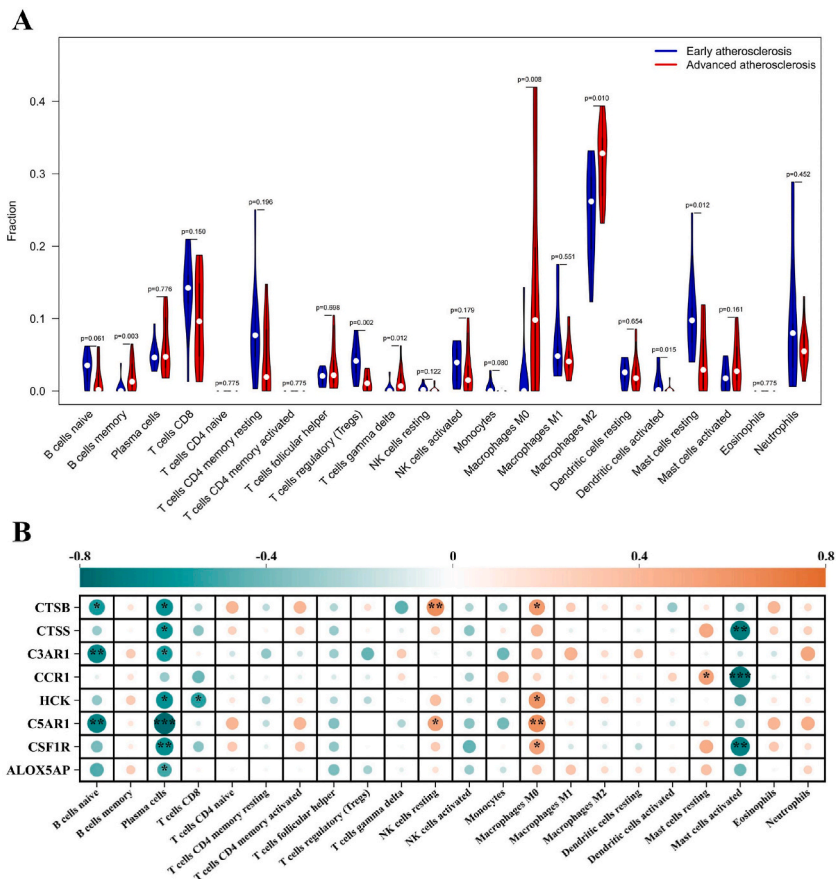 A
Early atherosclerosis
Advanced atherosclerosis
Fraction
0.4
0.3
0.2
0.1
0.0
p=0.061
p=0.003
p=0.776
p=0.150
p=0.775
p=0.196
p=0.775
p=0.698
p=0.002
p=0.012
p=0.122
p=0.179
p=0.080
p=0.008
p=0.551
p=0.010
p=0.654
p=0.015
p=0.012
p=0.161
p=0.775
p=0.452
B cells naive
B cells memory
Plasma cells
T cells CD8
T cells CD4 naive
T cells CD4 memory resting
T cells CD4 memory activated
T cells follicular helper
T cells regulatory (Tregs)
T cells gamma delta
NK cells resting
NK cells activated
Monocytes
Macrophages M0
Macrophages M1
Macrophages M2
Dendritic cells resting
Dendritic cells activated
Mast cells resting
Mast cells activated
Eosinophils
Neutrophils
B
-0.8 -0.4 0 0.4 0.8
CTSB * * ** *
CTSS * **
C3AR1 ** *
CCR1 * ***
HCK * * *
C5AR1 ** *** * **
CSF1R ** * **
ALOX5AP *
B cells naive
B cells memory
Plasma cells
T cells CD8
T cells CD4 naive
T cells CD4 memory resting
T cells CD4 memory activated
T cells follicular helper
T cells regulatory (Tregs)
T cells gamma delta
NK cells resting
NK cells activated
Monocytes
Macrophages M0
Macrophages M1
Macrophages M2
Dendritic cells resting
Dendritic cells activated
Mast cells resting
Mast cells activated
Eosinophils
Neutrophils